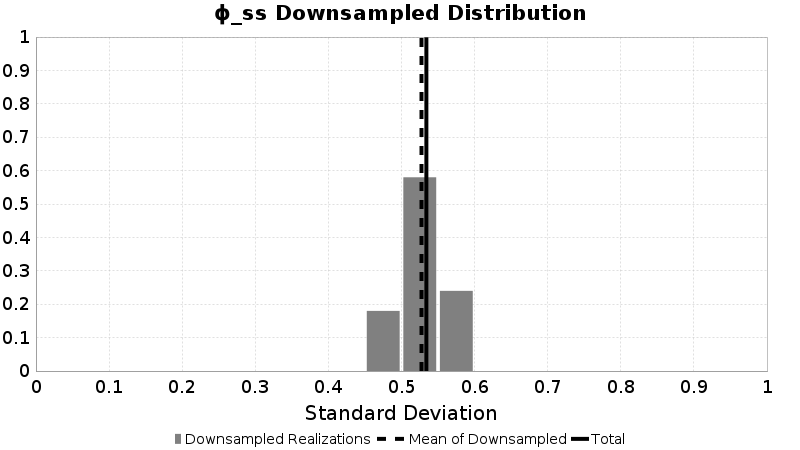 ϕ_ss Downsampled Distribution
1
0.9
0.8
0.7
0.6
0.5
0.4
0.3
0.2
0.1
0
0 0.1 0.2 0.3 0.4 0.5 0.6 0.7 0.8 0.9 1
Standard Deviation
Downsampled Realizations Mean of Downsampled Total